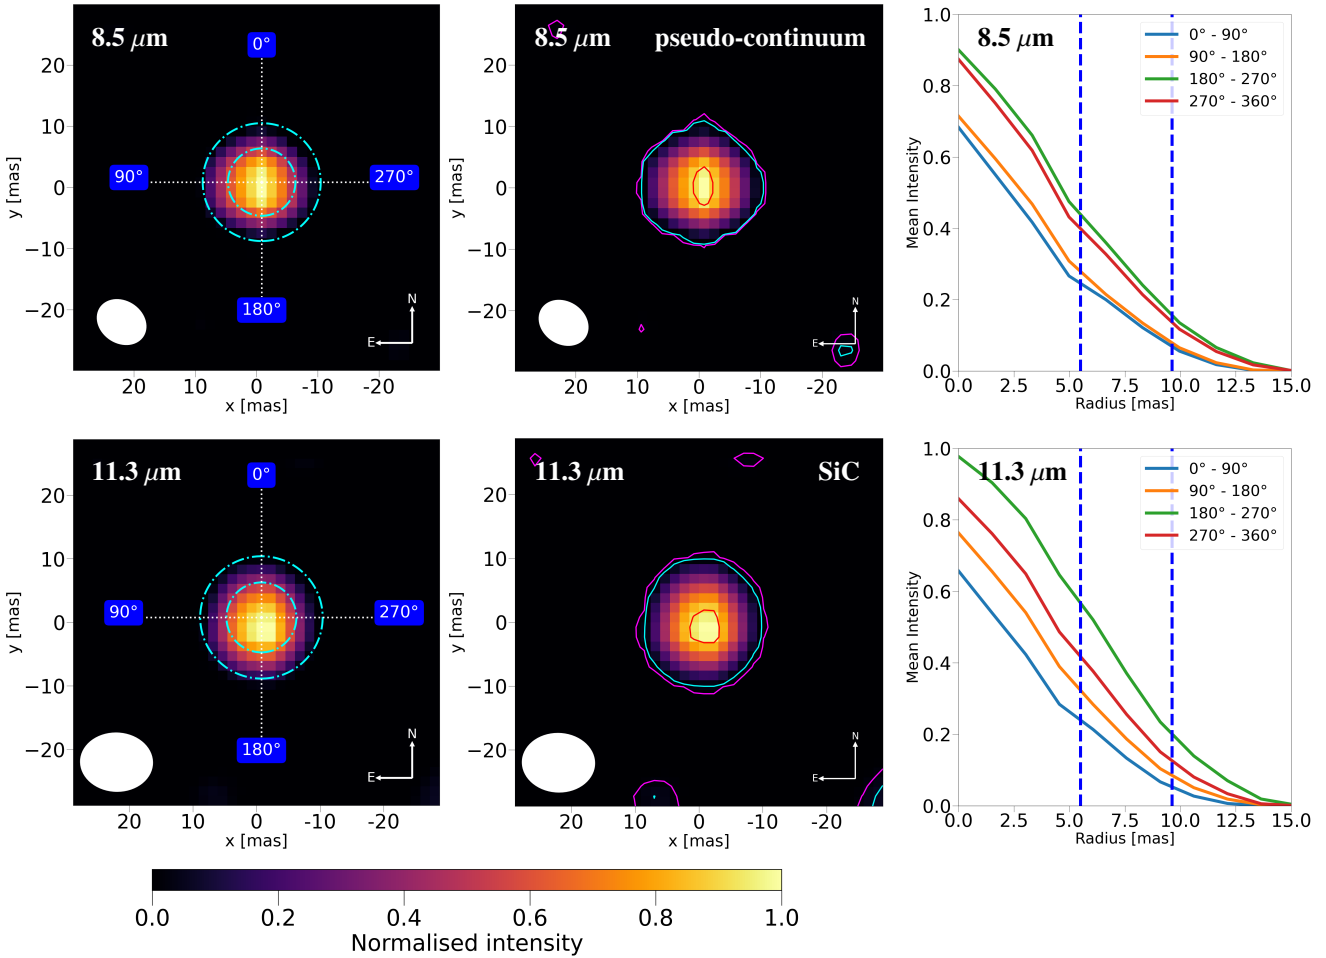 8.5 μm
0°
90°
270°
180°
N
E
20
10
0
−10
−20
y [mas]
20
10
0
-10
-20
x [mas]
8.5 μm
pseudo-continuum
N
E
20
10
0
−10
−20
y [mas]
20
10
0
-10
-20
x [mas]
8.5 μm
0° - 90°
90° - 180°
180° - 270°
270° - 360°
1.0
0.8
0.6
0.4
0.2
0.0
Mean Intensity
0.0
2.5
5.0
7.5
10.0
12.5
15.0
Radius [mas]
11.3 μm
0°
90°
270°
180°
N
E
20
10
0
−10
−20
y [mas]
20
10
0
-10
-20
x [mas]
11.3 μm
SiC
N
E
20
10
0
−10
−20
y [mas]
20
10
0
-10
-20
x [mas]
11.3 μm
0° - 90°
90° - 180°
180° - 270°
270° - 360°
1.0
0.8
0.6
0.4
0.2
0.0
Mean Intensity
0.0
2.5
5.0
7.5
10.0
12.5
15.0
Radius [mas]
0.0
0.2
0.4
0.6
0.8
1.0
Normalised intensity